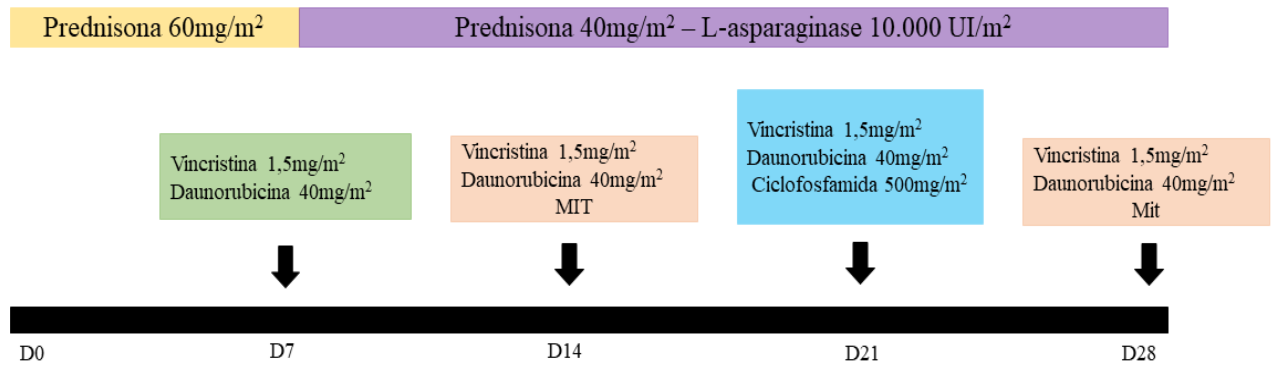 Prednisona 60mg/m²
Prednisona 40mg/m² – L-asparaginase 10.000 UI/m²
Vincristina 1,5mg/m²
Daunorubicina 40mg/m²
Vincristina 1,5mg/m²
Daunorubicina 40mg/m²
MIT
Vincristina 1,5mg/m²
Daunorubicina 40mg/m²
Ciclofosfamida 500mg/m²
Vincristina 1,5mg/m²
Daunorubicina 40mg/m²
Mit
D0
D7
D14
D21
D28